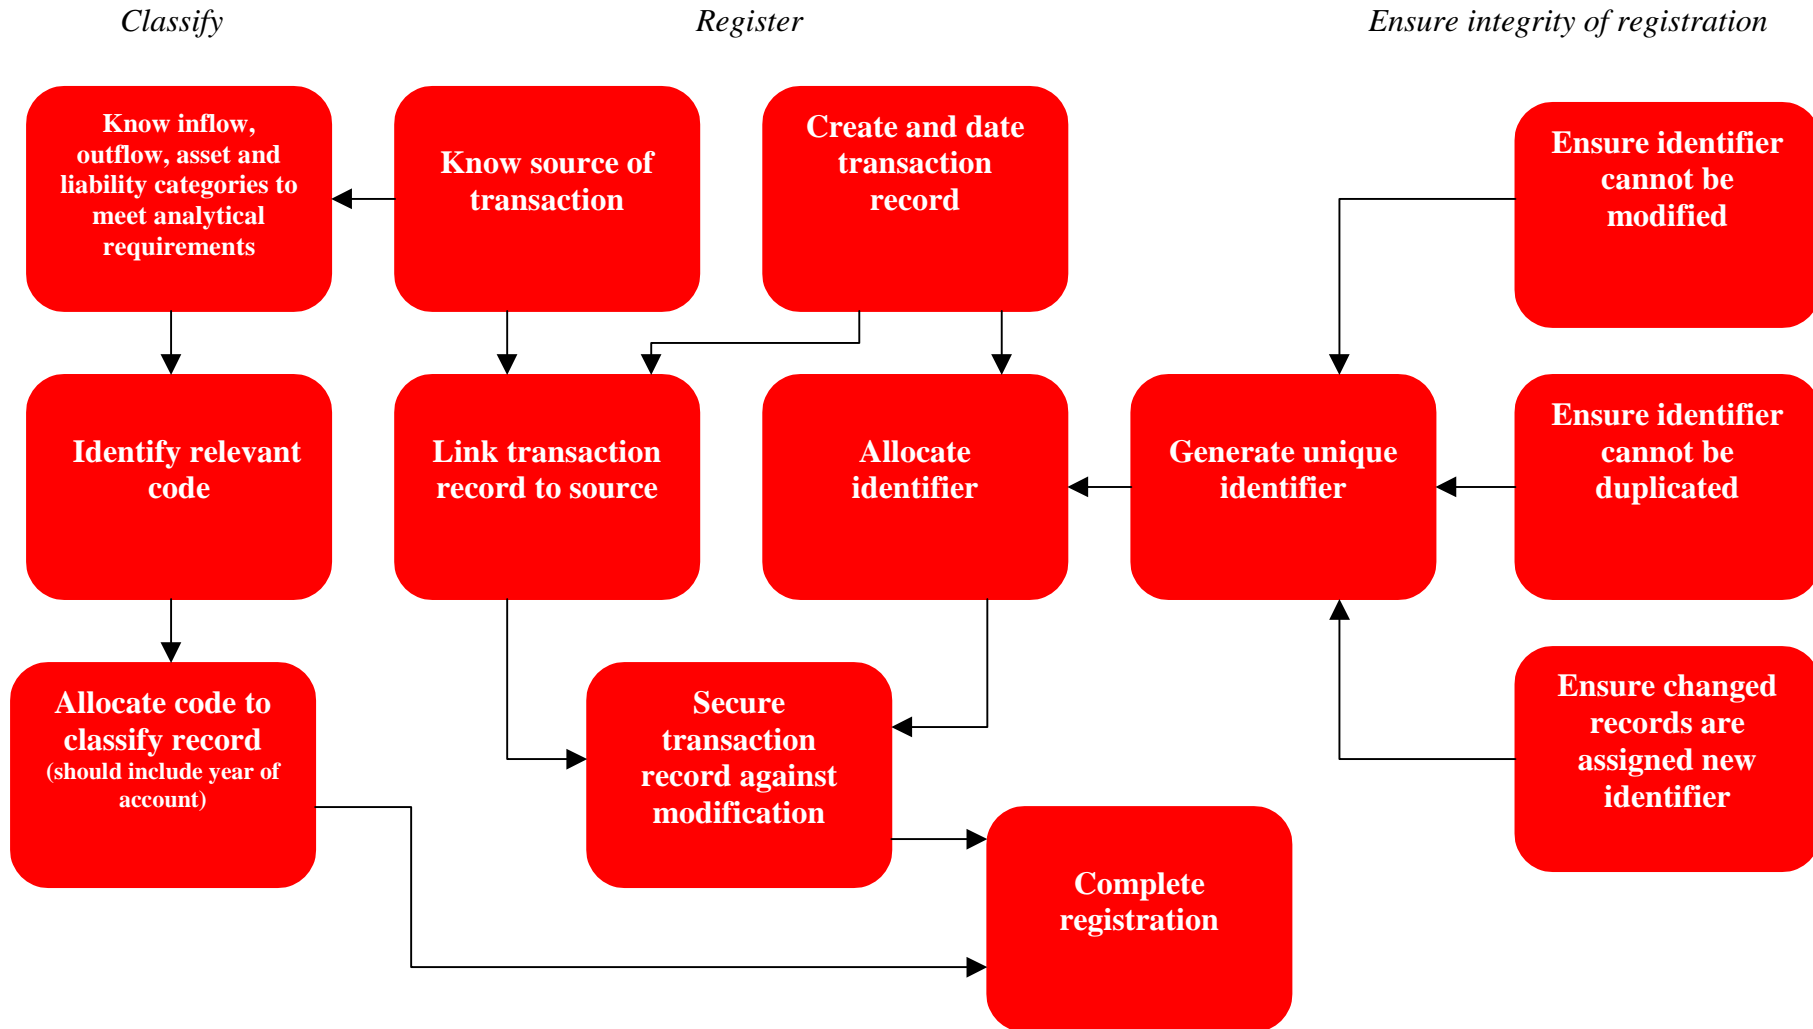 Classify
Register
Ensure integrity of registration
Know inflow,
outflow, asset and
liability categories to
meet analytical
requirements
Know source of
transaction
Create and date
transaction
record
Ensure identifier
cannot be
modified
Identify relevant
code
Link transaction
record to source
Allocate
identifier
Generate unique
identifier
Ensure identifier
cannot be
duplicated
Allocate code to
classify record
(should include year of
account)
Secure
transaction
record against
modification
Ensure changed
records are
assigned new
identifier
Complete
registration